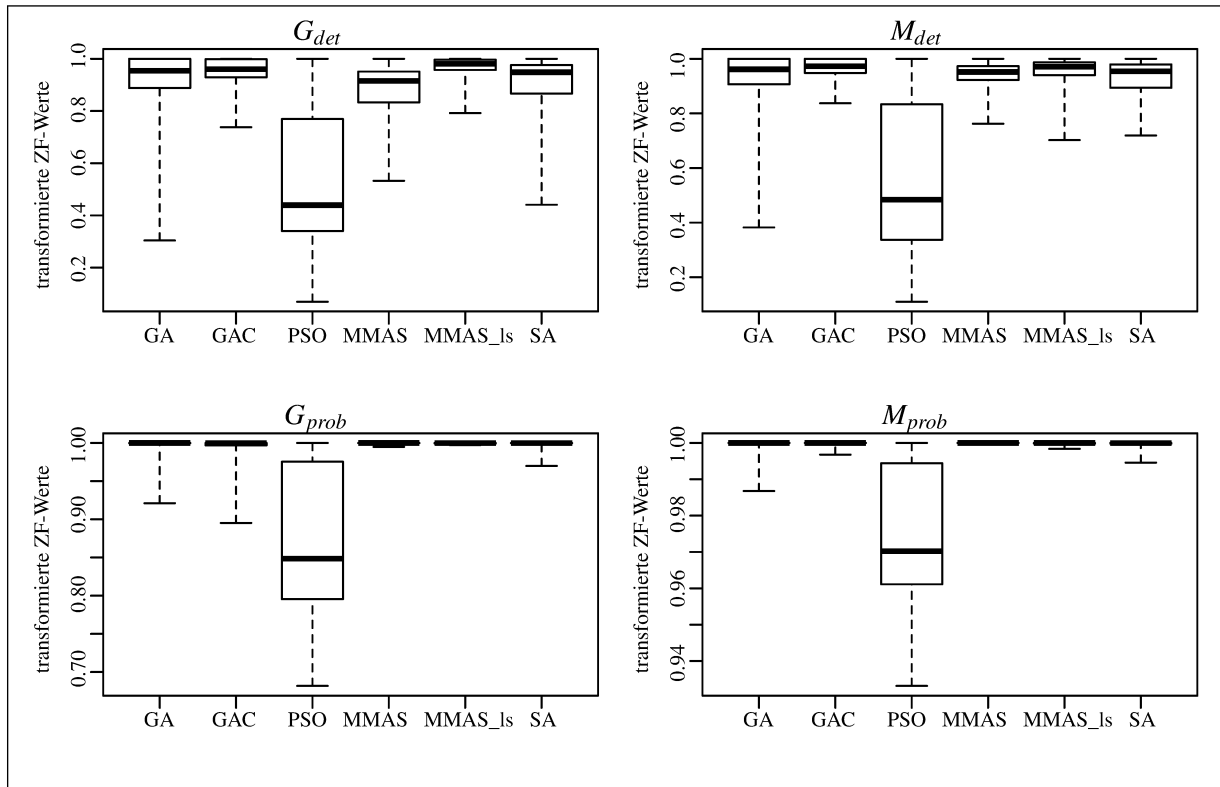 G_det
transformierte ZF-Werte
1.0
0.8
0.6
0.4
0.2
GA GAC PSO MMAS MMAS_ls SA
M_det
transformierte ZF-Werte
1.0
0.8
0.6
0.4
0.2
GA GAC PSO MMAS MMAS_ls SA
G_prob
transformierte ZF-Werte
1.00
0.90
0.80
0.70
GA GAC PSO MMAS MMAS_ls SA
M_prob
transformierte ZF-Werte
1.00
0.98
0.96
0.94
GA GAC PSO MMAS MMAS_ls SA